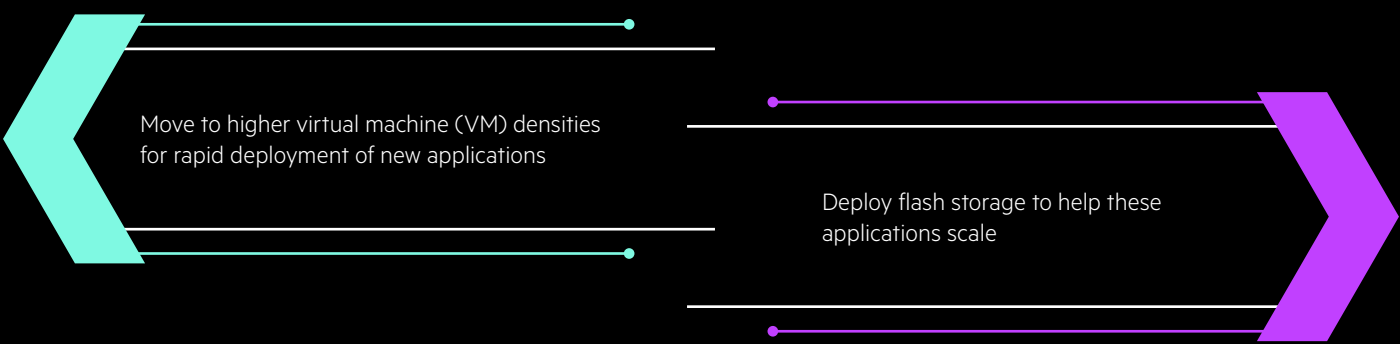 Move to higher virtual machine (VM) densities
for rapid deployment of new applications
Deploy flash storage to help these
applications scale